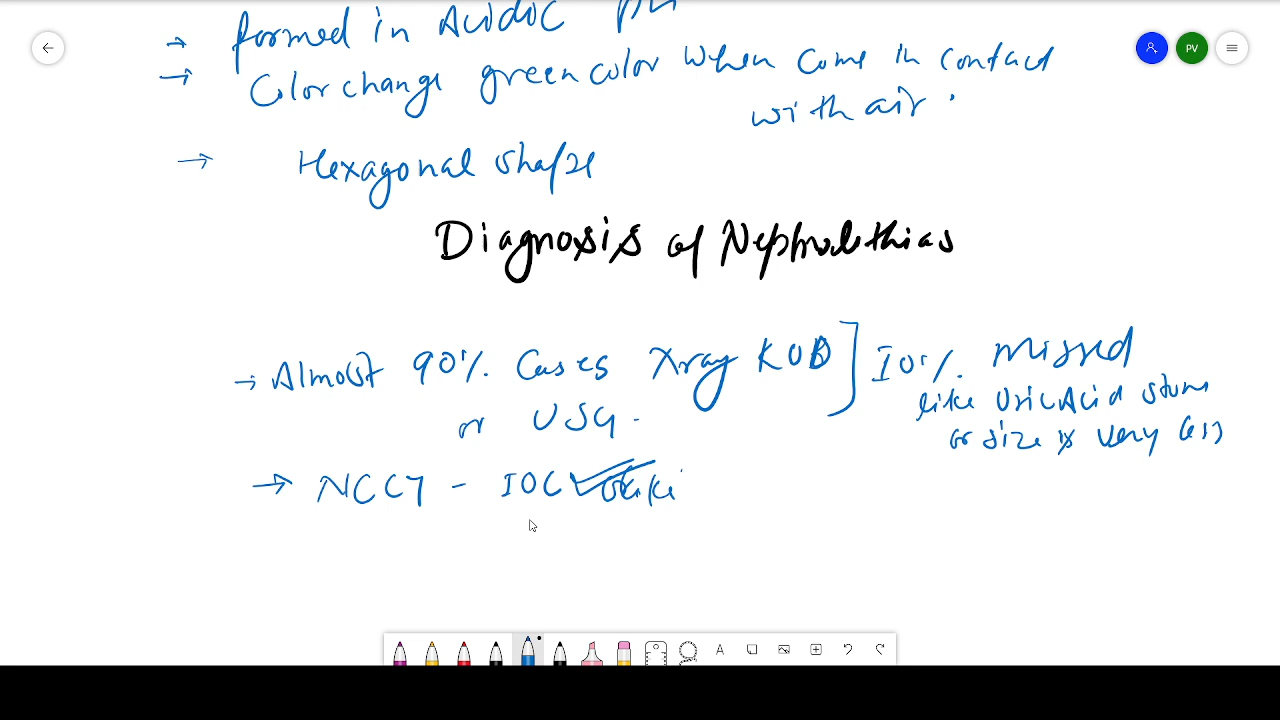 → formed in Acidic pH
→ Color change green color when come in contact
with air.
→ Hexagonal shape
Diagnosis of Nephrolithias
→ Almost 90% Cases Xray KUB ] 10% missed
or USG.
like Uric Acid stone
or size is very less
→ NCCT - IOC
PV
A